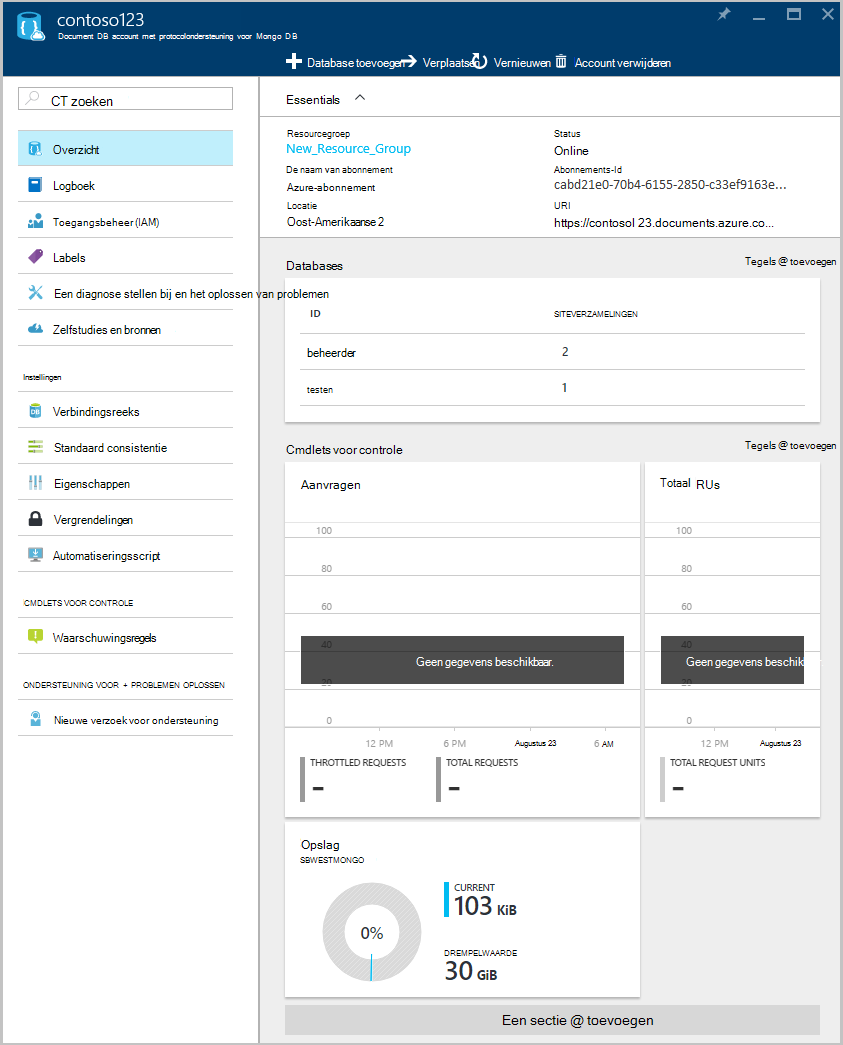 contoso123
Document DB account met protocolondersteuning voor Mongo DB
Database toevoegen Verplaatsen Vernieuwen Account verwijderen
CT zoeken
Overzicht
Logboek
Toegangsbeheer (IAM)
Labels
Een diagnose stellen bij en het oplossen van problemen
Zelfstudies en bronnen
Instellingen
Verbindingsreeks
Standaard consistentie
Eigenschappen
Vergrendelingen
Automatiseringsscript
CMDLETS VOOR CONTROLE
Waarschuwingsregels
ONDERSTEUNING VOOR + PROBLEMEN OPLOSSEN
Nieuwe verzoek voor ondersteuning
Essentials
Resourcegroep
New_Resource_Group
De naam van abonnement
Azure-abonnement
Locatie
Oost-Amerikaanse 2
Status
Online
Abonnements-Id
cabd21e0-70b4-6155-2850-c33ef9163e...
URI
https://contosol 23.documents.azure.co...
Databases
Tegels @ toevoegen
ID SITEVERZAMELINGEN
beheerder 2
testen 1
Cmdlets voor controle
Tegels @ toevoegen
Aanvragen
100
80
60
40
20
0
Geen gegevens beschikbaar.
12 PM 6 PM Augustus 23 6 AM
THROTTLED REQUESTS
–
TOTAL REQUESTS
–
Totaal RUs
100
80
60
40
20
0
Geen gegevens beschik
12 PM Augustus 23
TOTAL REQUEST UNITS
–
Opslag
SBWESTMONGO
0%
CURRENT
103 KiB
DREMPELWAARDE
30 GiB
Een sectie @ toevoegen